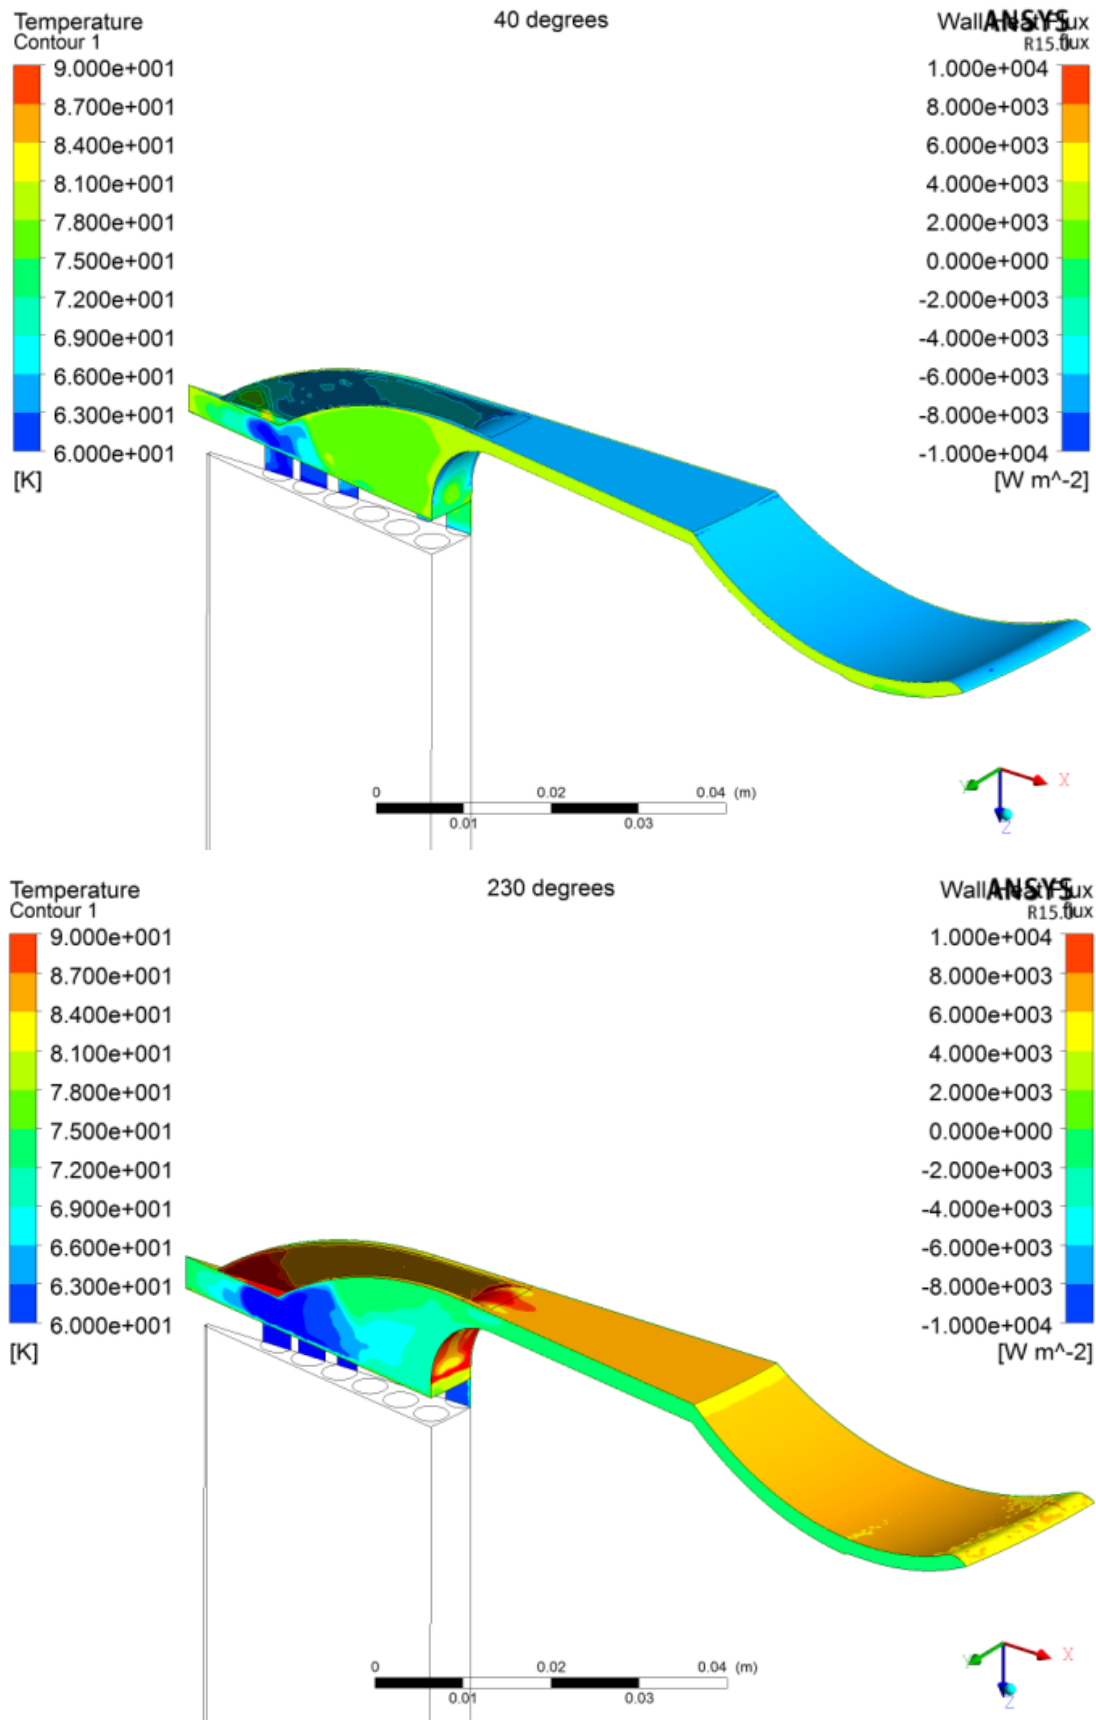 Temperature
Contour 1
40 degrees
Wall Heat Flux
flux
ANSYS
R15.0
9.000e+001
8.700e+001
8.400e+001
8.100e+001
7.800e+001
7.500e+001
7.200e+001
6.900e+001
6.600e+001
6.300e+001
6.000e+001
[K]
1.000e+004
8.000e+003
6.000e+003
4.000e+003
2.000e+003
0.000e+000
-2.000e+003
-4.000e+003
-6.000e+003
-8.000e+003
-1.000e+004
[W m^-2]
0 0.02 0.04 (m)
0.01 0.03
Y X
Z
Temperature
Contour 1
230 degrees
Wall Heat Flux
flux
ANSYS
R15.0
9.000e+001
8.700e+001
8.400e+001
8.100e+001
7.800e+001
7.500e+001
7.200e+001
6.900e+001
6.600e+001
6.300e+001
6.000e+001
[K]
1.000e+004
8.000e+003
6.000e+003
4.000e+003
2.000e+003
0.000e+000
-2.000e+003
-4.000e+003
-6.000e+003
-8.000e+003
-1.000e+004
[W m^-2]
0 0.02 0.04 (m)
0.01 0.03
Y X
Z